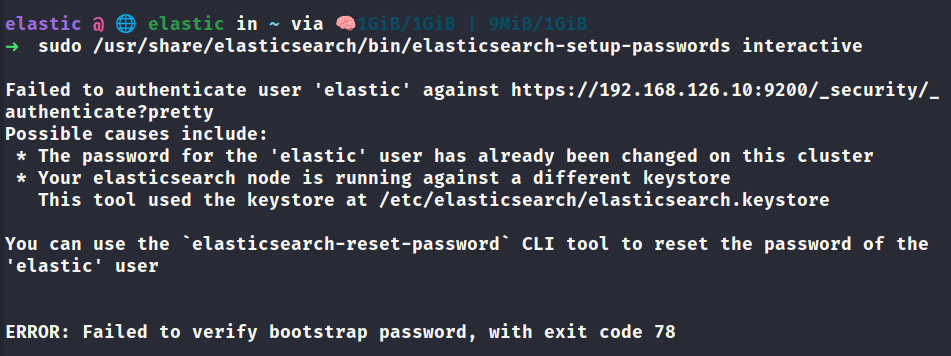 elastic @ 🌐 elastic in ~ via 🧠1GiB/1GiB | 9MiB/1GiB
➜ sudo /usr/share/elasticsearch/bin/elasticsearch-setup-passwords interactive
Failed to authenticate user 'elastic' against https://192.168.126.10:9200/_security/_
authenticate?pretty
Possible causes include:
* The password for the 'elastic' user has already been changed on this cluster
* Your elasticsearch node is running against a different keystore
This tool used the keystore at /etc/elasticsearch/elasticsearch.keystore
You can use the `elasticsearch-reset-password` CLI tool to reset the password of the
'elastic' user
ERROR: Failed to verify bootstrap password, with exit code 78